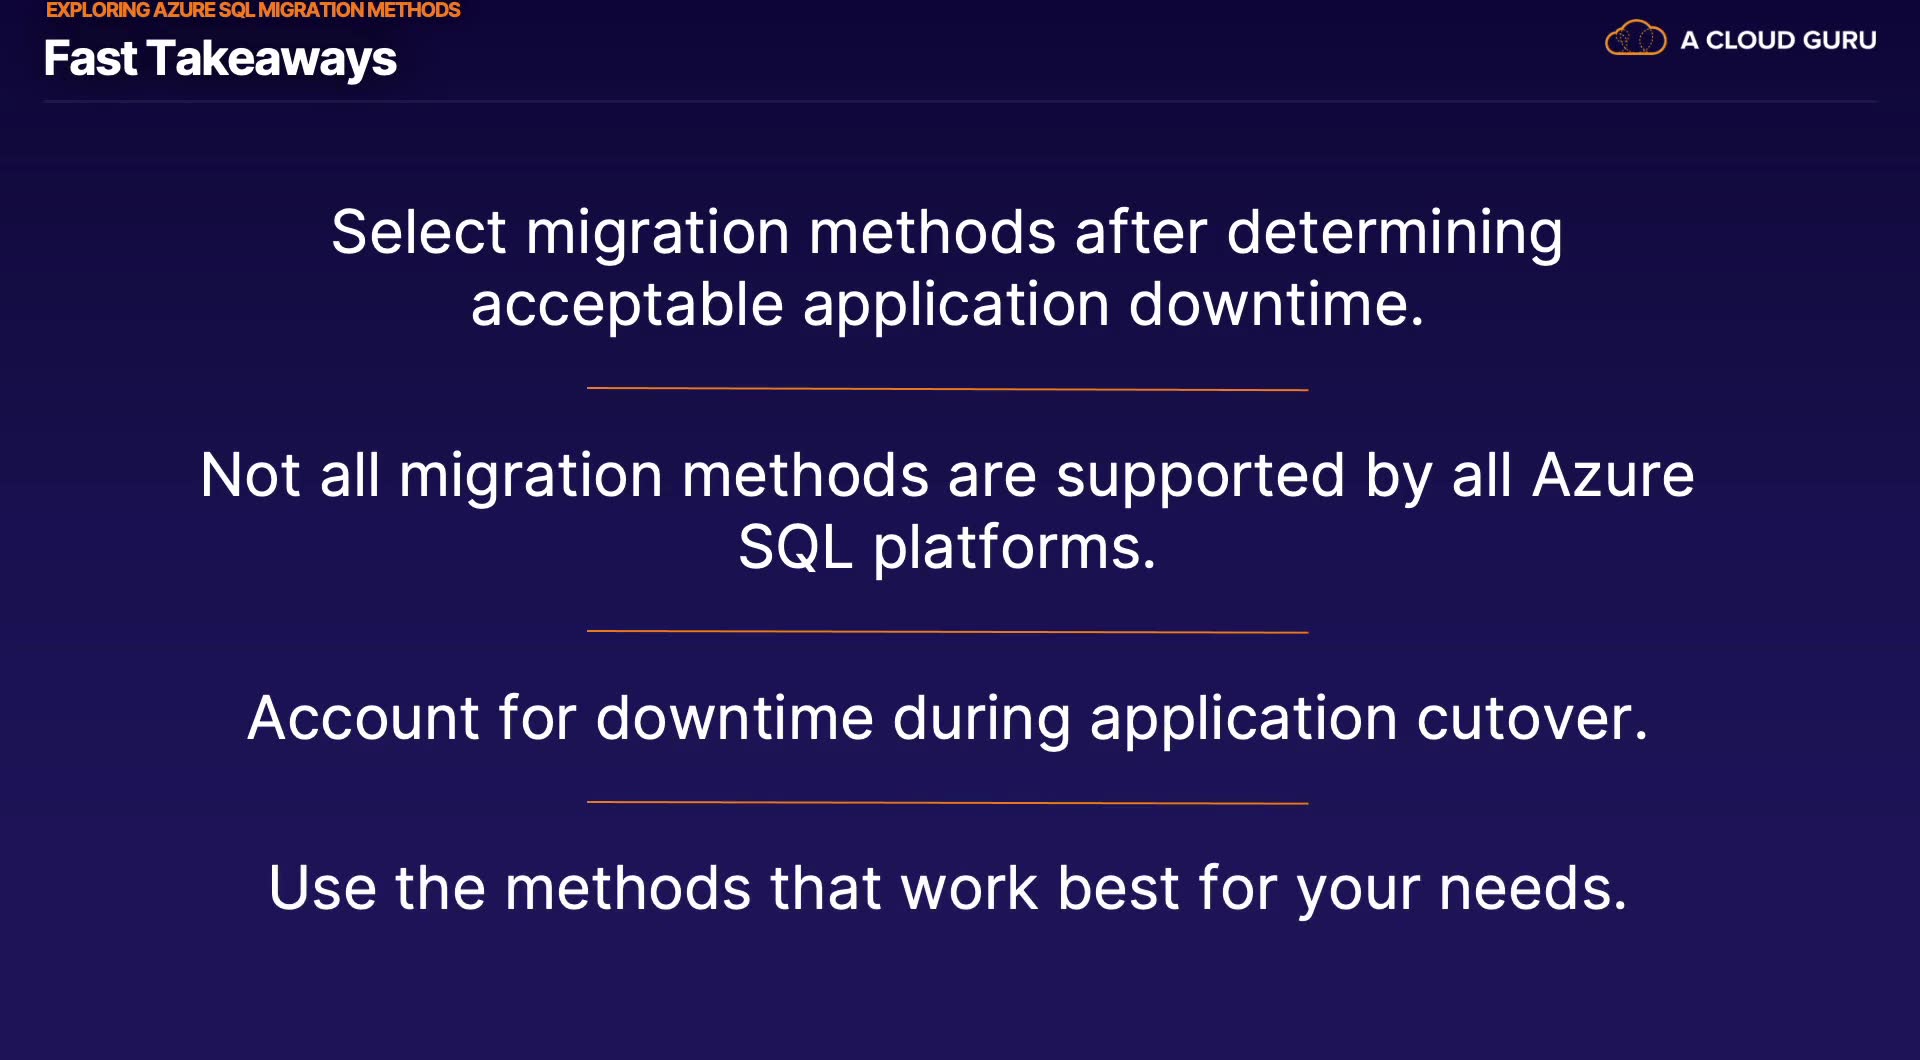 EXPLORING AZURE SQL MIGRATION METHODS
Fast Takeaways
A CLOUD GURU
Select migration methods after determining
acceptable application downtime.
Not all migration methods are supported by all Azure
SQL platforms.
Account for downtime during application cutover.
Use the methods that work best for your needs.